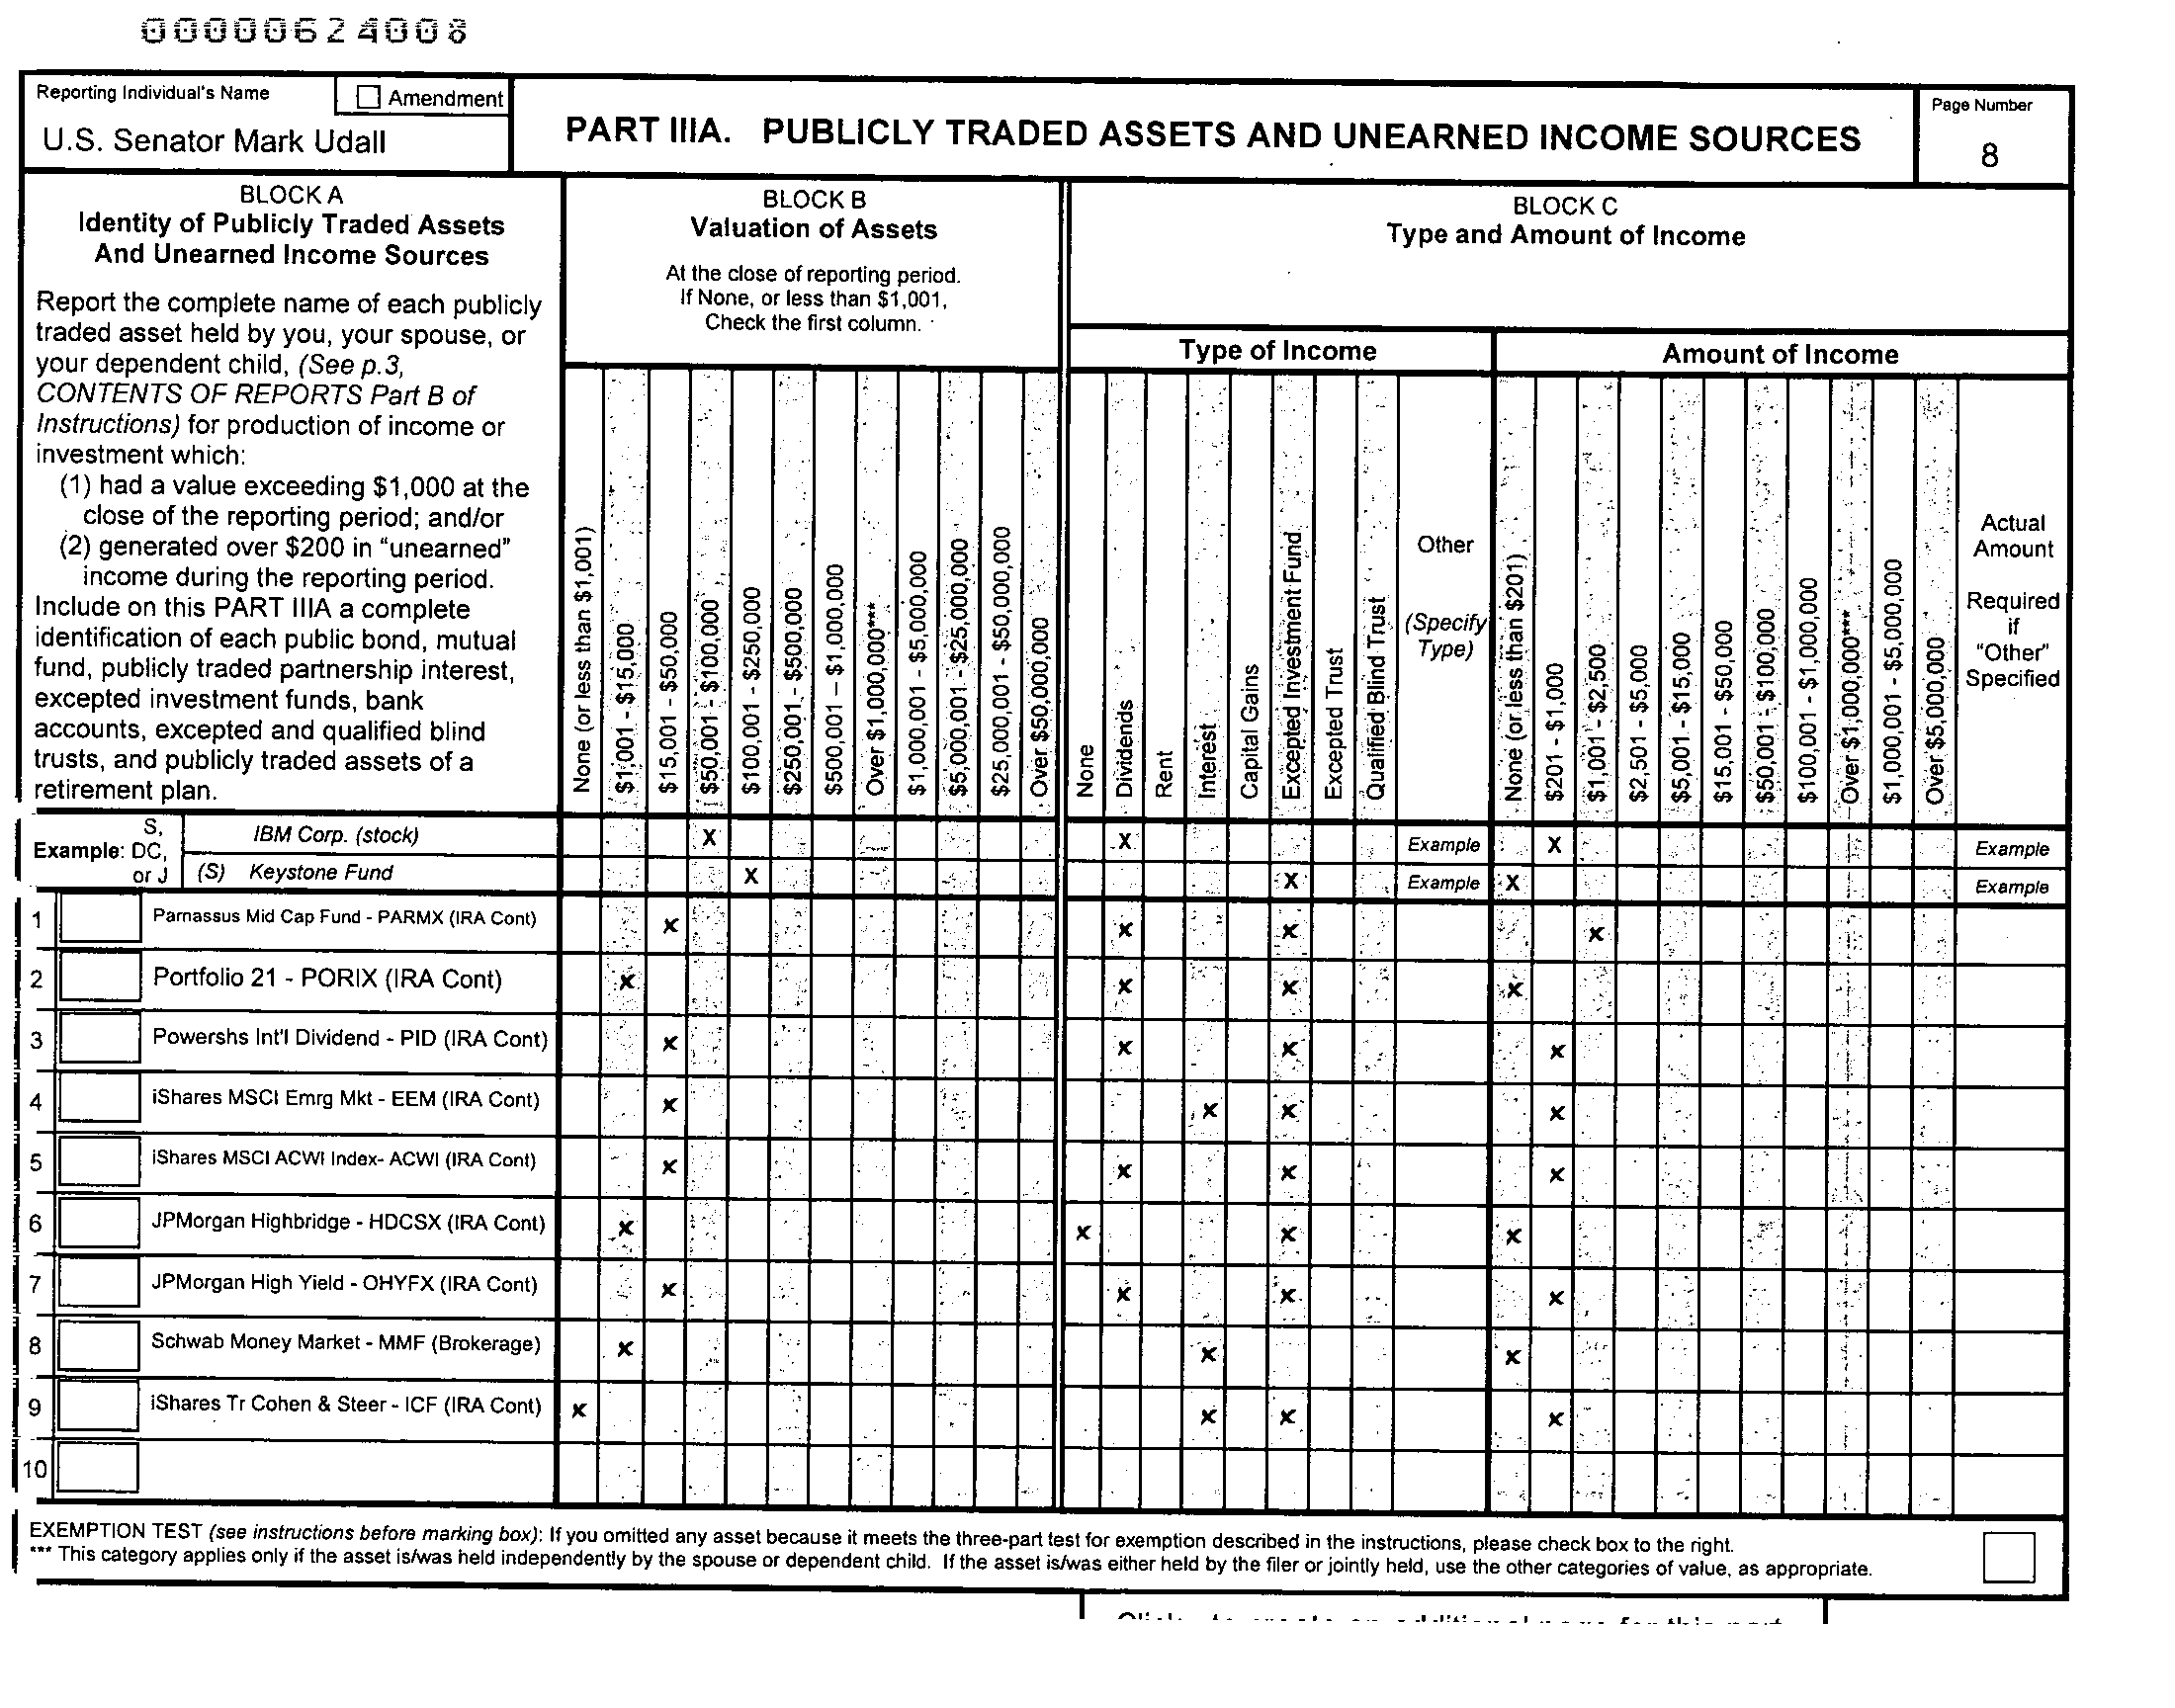 00000624008
Reporting Individual's Name
Amendment
U.S. Senator Mark Udall
PART IIIA. PUBLICLY TRADED ASSETS AND UNEARNED INCOME SOURCES
Page Number
8
BLOCK A
Identity of Publicly Traded Assets
And Unearned Income Sources
Report the complete name of each publicly
traded asset held by you, your spouse, or
your dependent child, (See p.3,
CONTENTS OF REPORTS Part B of
Instructions) for production of income or
investment which:
(1) had a value exceeding $1,000 at the
close of the reporting period; and/or
(2) generated over $200 in "unearned"
income during the reporting period.
Include on this PART IIIA a complete
identification of each public bond, mutual
fund, publicly traded partnership interest,
excepted investment funds, bank
accounts, excepted and qualified blind
trusts, and publicly traded assets of a
retirement plan.
BLOCK B
Valuation of Assets
At the close of reporting period.
If None, or less than $1,001,
Check the first column.
None (or less than $1,001)
$1,001 - $15,000
$15,001 - $50,000
$50,001 - $100,000
$100,001 - $250,000
$250,001 - $500,000
$500,001 – $1,000,000
Over $1,000,000***
$1,000,001 - $5,000,000
$5,000,001 - $25,000,000
$25,000,001 - $50,000,000
Over $50,000,000
BLOCK C
Type and Amount of Income
Type of Income
None
Dividends
Rent
Interest
Capital Gains
Excepted Investment Fund
Excepted Trust
Qualified Blind Trust
Other
(Specify
Type)
Amount of Income
None (or less than $201)
$201 - $1,000
$1,001 - $2,500
$2,501 - $5,000
$5,001 - $15,000
$15,001 - $50,000
$50,001 - $100,000
$100,001 - $1,000,000
Over $1,000,000***
$1,000,001 - $5,000,000
Over $5,000,000
Actual
Amount
Required
if
"Other"
Specified
Example: S, DC, or J
IBM Corp. (stock) X X Example X Example
(S) Keystone Fund X X Example X Example
1 Parnassus Mid Cap Fund - PARMX (IRA Cont) x x x x
2 Portfolio 21 - PORIX (IRA Cont) x x x x
3 Powershs Int'l Dividend - PID (IRA Cont) x x x x
4 iShares MSCI Emrg Mkt - EEM (IRA Cont) x x x x
5 iShares MSCI ACWI Index- ACWI (IRA Cont) x x x x
6 JPMorgan Highbridge - HDCSX (IRA Cont) x x x x
7 JPMorgan High Yield - OHYFX (IRA Cont) x x x x
8 Schwab Money Market - MMF (Brokerage) x x x
9 iShares Tr Cohen & Steer - ICF (IRA Cont) x x x x
10
EXEMPTION TEST (see instructions before marking box): If you omitted any asset because it meets the three-part test for exemption described in the instructions, please check box to the right.
*** This category applies only if the asset is/was held independently by the spouse or dependent child. If the asset is/was either held by the filer or jointly held, use the other categories of value, as appropriate.